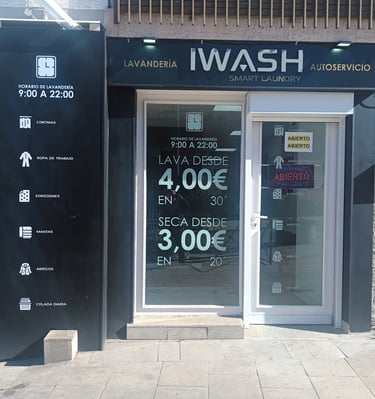 LAVANDERÍA
IWASH
SMART LAUNDRY
AUTOSERVICIO
HORARIO DE LAVANDERÍA
9:00 A 22:00
CORTINAS
ROPA DE TRABAJO
EDREDONES
MANTAS
ABRIGOS
COLADA DIARIA
HORARIO DE LAVANDERÍA
9:00 A 22:00
LAVA DESDE
4,00€
EN 30´
SECA DESDE
3,00€
EN 20´
ABIERTO
ABIERTO
ABIERTO